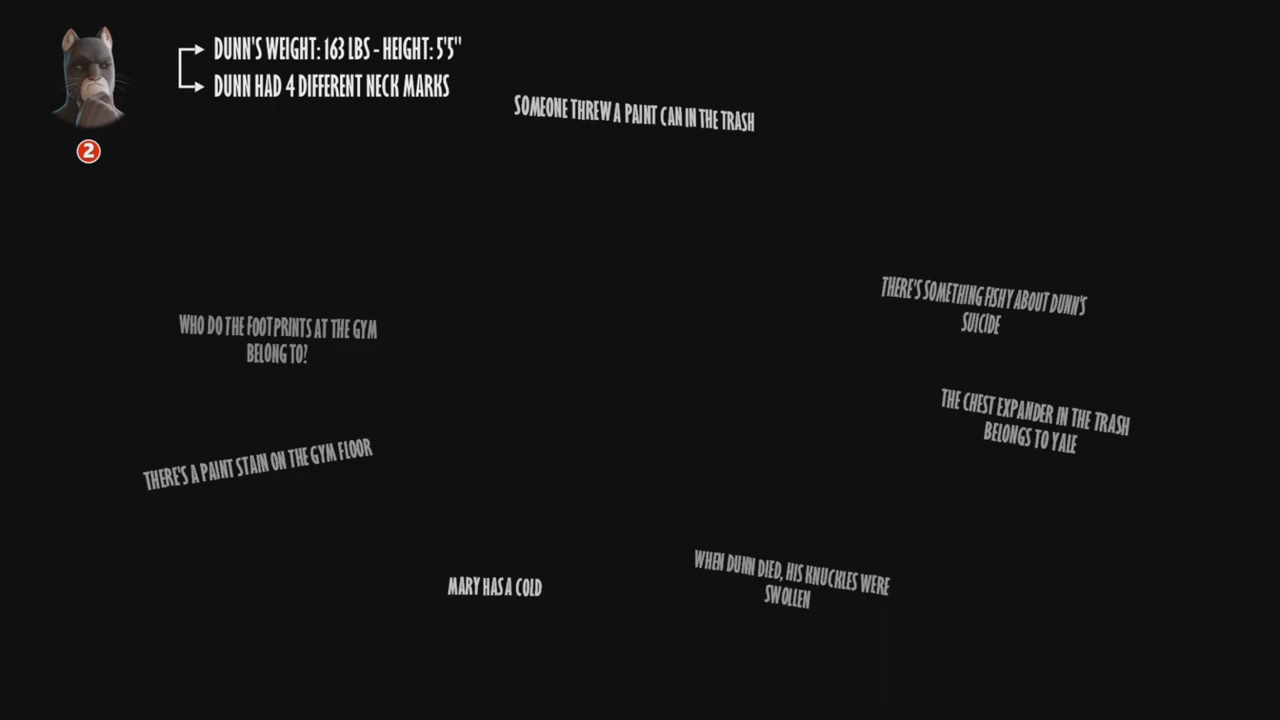 DUNN'S WEIGHT: 163 LBS - HEIGHT: 5'5"
DUNN HAD 4 DIFFERENT NECK MARKS
SOMEONE THREW A PAINT CAN IN THE TRASH
2
THERE'S SOMETHING FISHY ABOUT DUNN'S
SUICIDE
WHO DO THE FOOTPRINTS AT THE GYM
BELONG TO?
THE CHEST EXPANDER IN THE TRASH
BELONGS TO YALE
THERE'S A PAINT STAIN ON THE GYM FLOOR
WHEN DUNN DIED, HIS KNUCKLES WERE
SWOLLEN
MARY HAS A COLD